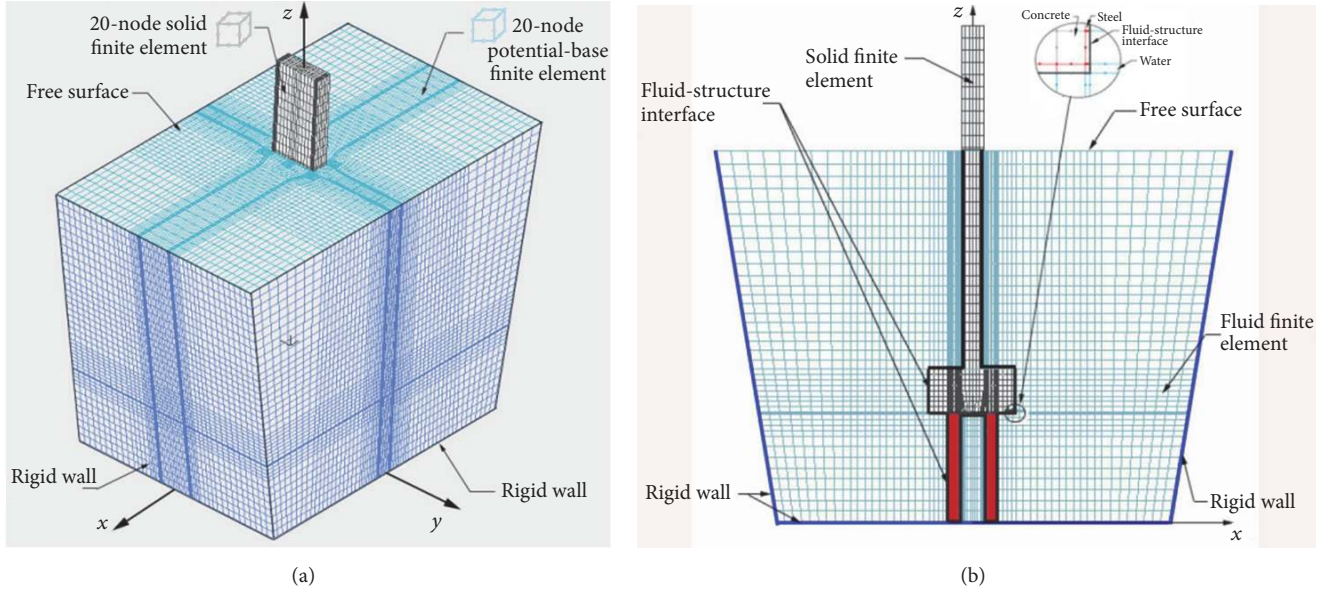 20-node solid
finite element
z
20-node
potential-base
finite element
Free surface
Rigid wall
x
y
Rigid wall
(a)
z
Concrete
Steel
Fluid-structure
interface
Water
Solid finite
element
Fluid-structure
interface
Free surface
Fluid finite
element
Rigid wall
Rigid wall
x
(b)